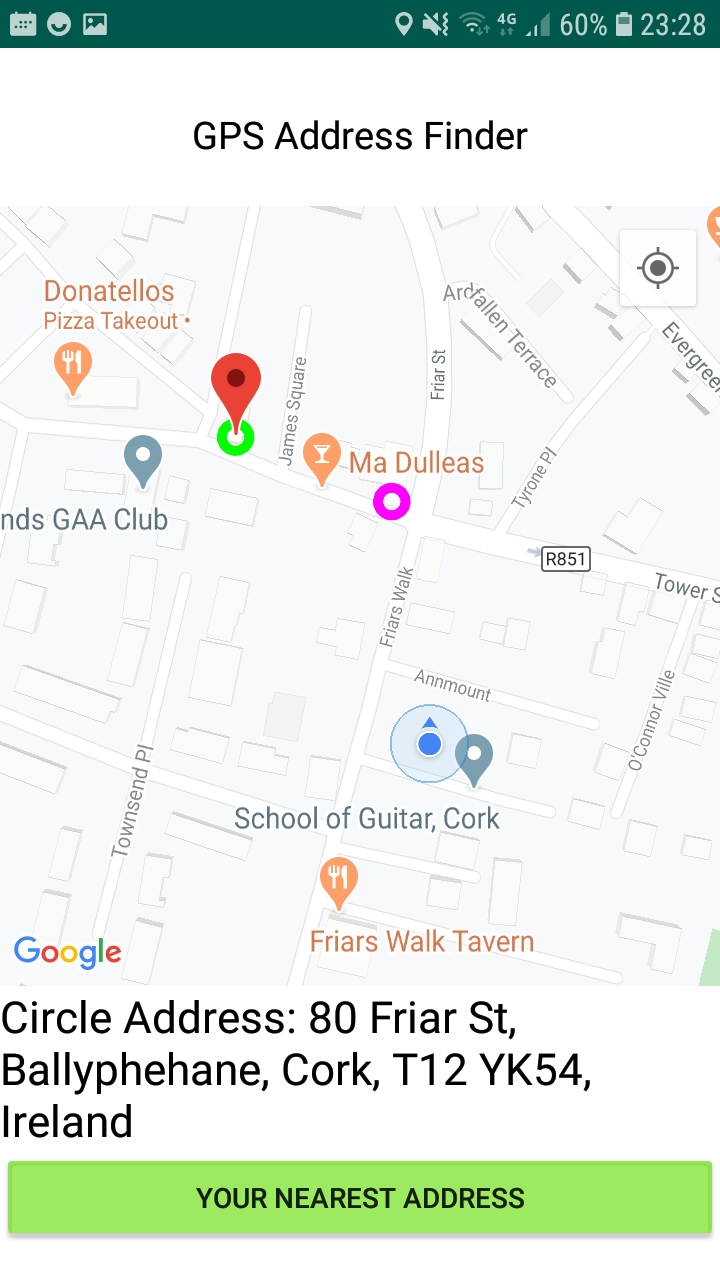 4G 60% 23:28
GPS Address Finder
Donatellos
Pizza Takeout •
Ardfallen Terrace
Evergreen
Friar St
James Square
Ma Dulleas
Tyrone Pl
nds GAA Club
R851
Tower S
Friars Walk
Annmount
O'Connor Ville
Townsend Pl
School of Guitar, Cork
Friars Walk Tavern
Google
Circle Address: 80 Friar St,
Ballyphehane, Cork, T12 YK54,
Ireland
YOUR NEAREST ADDRESS